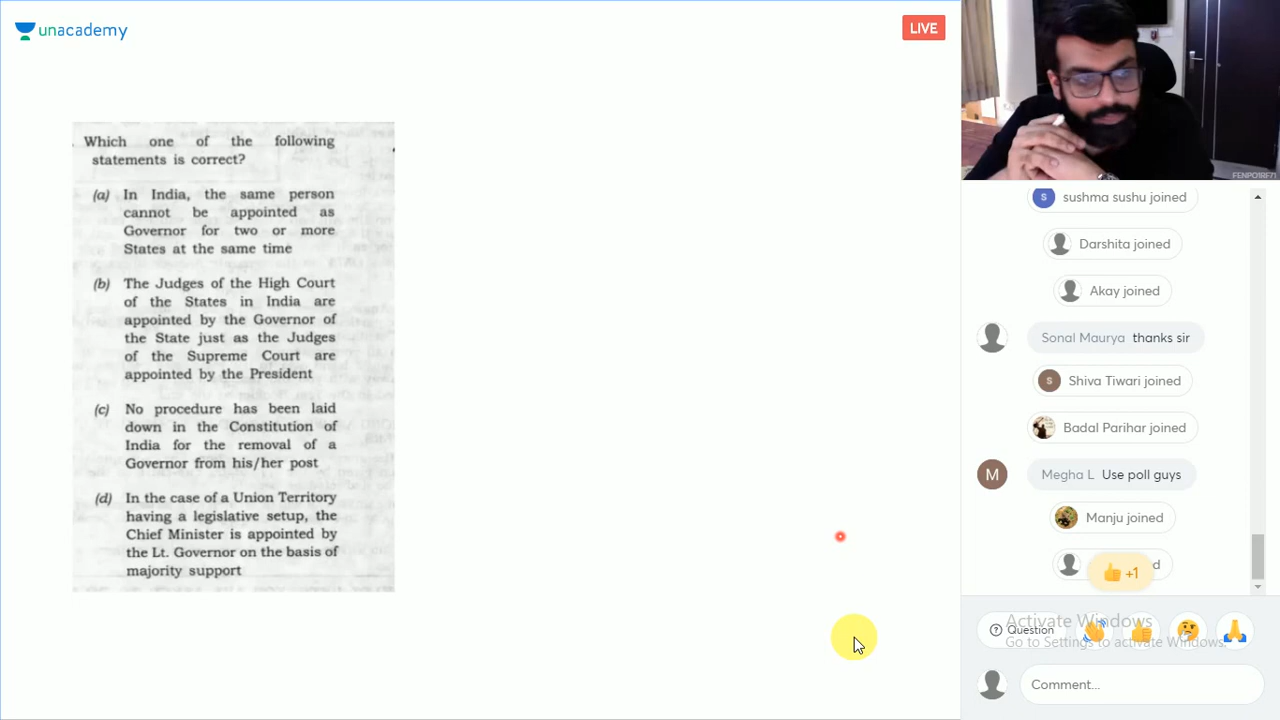 unacademy
LIVE
Which one of the following
statements is correct?
(a) In India, the same person
cannot be appointed as
Governor for two or more
States at the same time
(b) The Judges of the High Court
of the States in India are
appointed by the Governor of
the State just as the Judges
of the Supreme Court are
appointed by the President
(c) No procedure has been laid
down in the Constitution of
India for the removal of a
Governor from his/her post
(d) In the case of a Union Territory
having a legislative setup, the
Chief Minister is appointed by
the Lt. Governor on the basis of
majority support
FENPO1RF71
S sushma sushu joined
Darshita joined
Akay joined
Sonal Maurya thanks sir
S Shiva Tiwari joined
Badal Parihar joined
M Megha L Use poll guys
Manju joined
+1
Activate Windows
? Question
Go to Settings to activate Windows.
Comment...